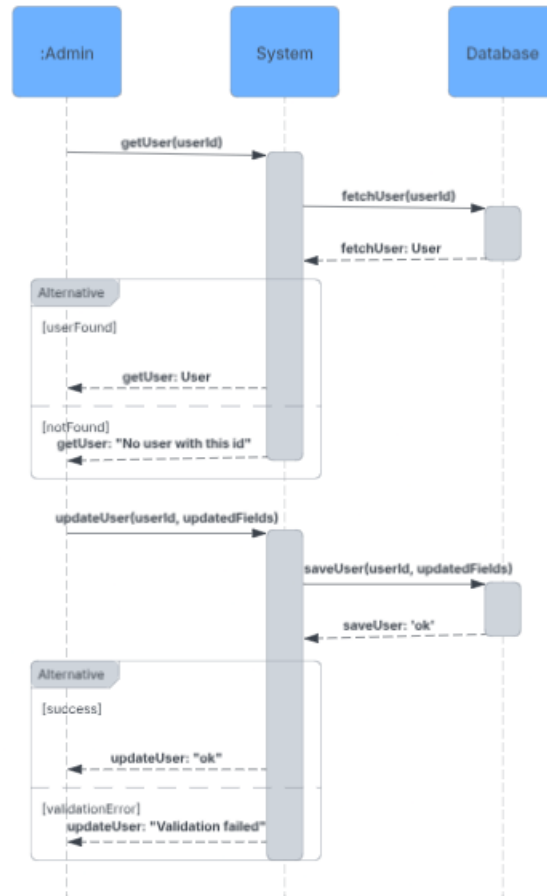 :Admin
System
Database
getUser(userId)
fetchUser(userId)
fetchUser: User
Alternative
[userFound]
getUser: User
[notFound]
getUser: "No user with this id"
updateUser(userId, updatedFields)
saveUser(userId, updatedFields)
saveUser: 'ok'
Alternative
[success]
updateUser: "ok"
[validationError]
updateUser: "Validation failed"